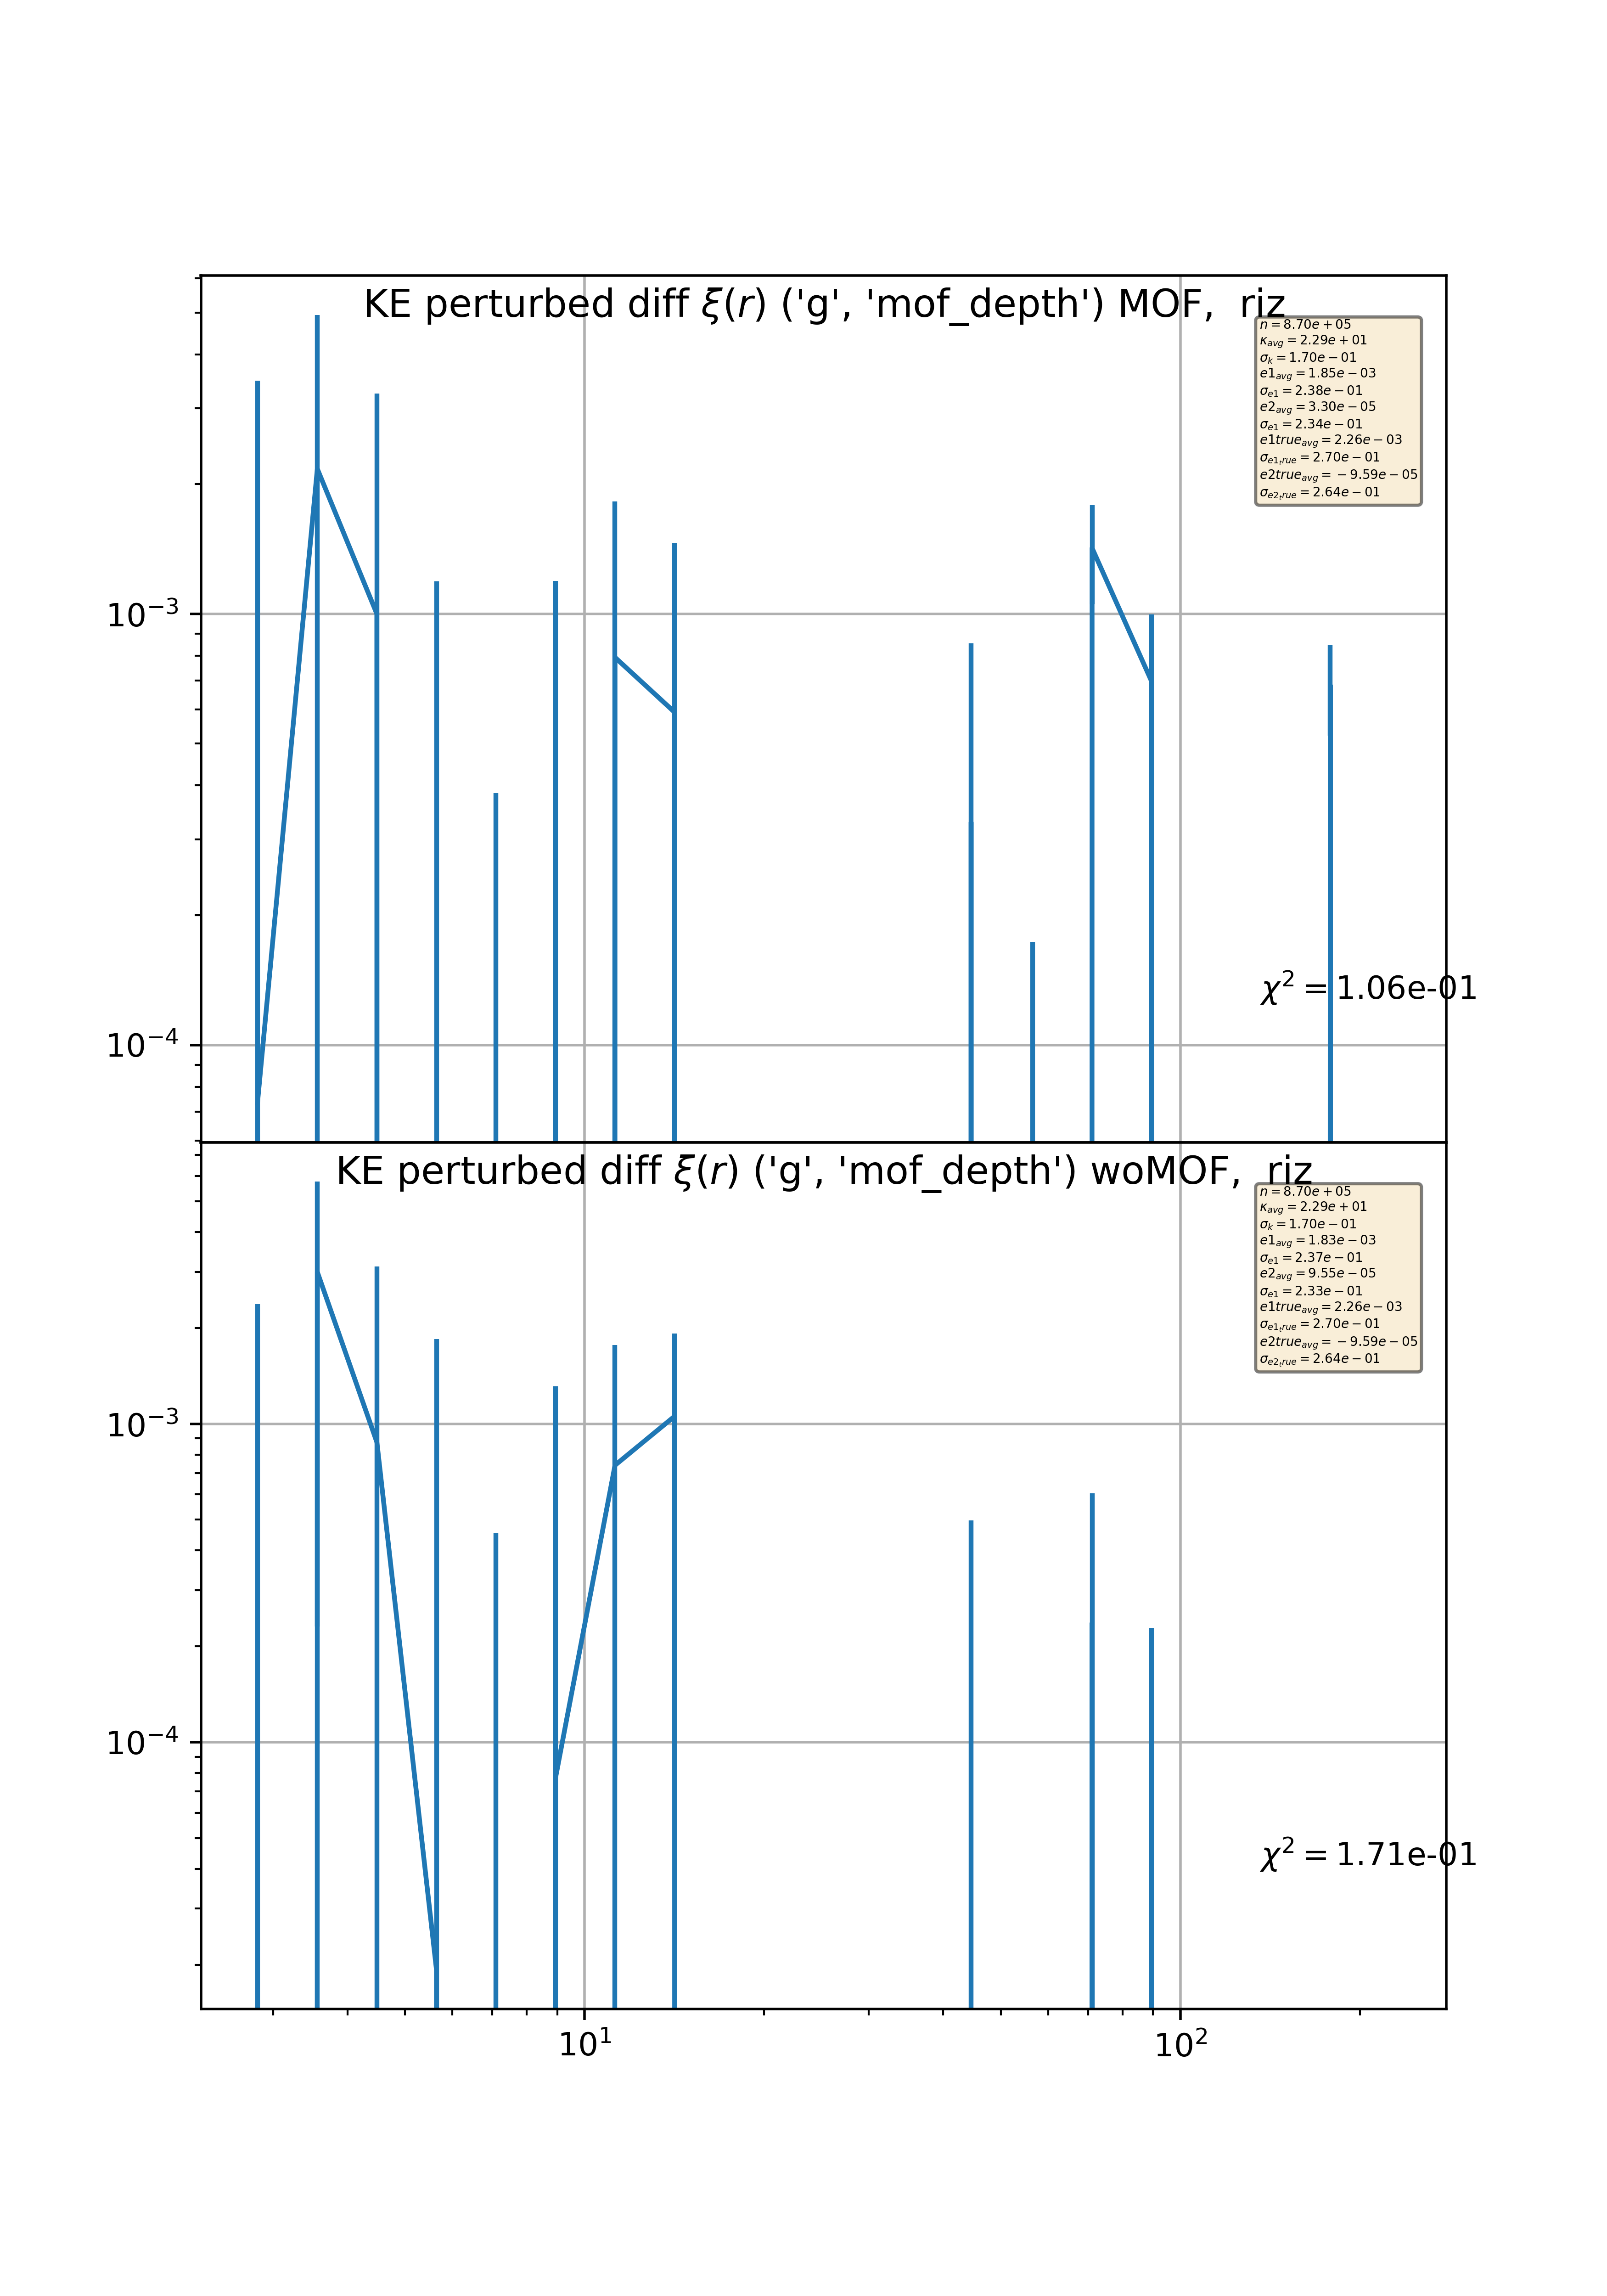 KE perturbed diff ξ(r) ('g', 'mof_depth') MOF, riz
n = 8.70e + 05
κavg = 2.29e + 01
σk = 1.70e − 01
e1avg = 1.85e − 03
σe1 = 2.38e − 01
e2avg = 3.30e − 05
σe1 = 2.34e − 01
e1trueavg = 2.26e − 03
σe1true = 2.70e − 01
e2trueavg = − 9.59e − 05
σe2true = 2.64e − 01
10−3
χ2 = 1.06e-01
10−4
KE perturbed diff ξ(r) ('g', 'mof_depth') woMOF, riz
n = 8.70e + 05
κavg = 2.29e + 01
σk = 1.70e − 01
e1avg = 1.83e − 03
σe1 = 2.37e − 01
e2avg = 9.55e − 05
σe1 = 2.33e − 01
e1trueavg = 2.26e − 03
σe1true = 2.70e − 01
e2trueavg = − 9.59e − 05
σe2true = 2.64e − 01
10−3
10−4
χ2 = 1.71e-01
101 102